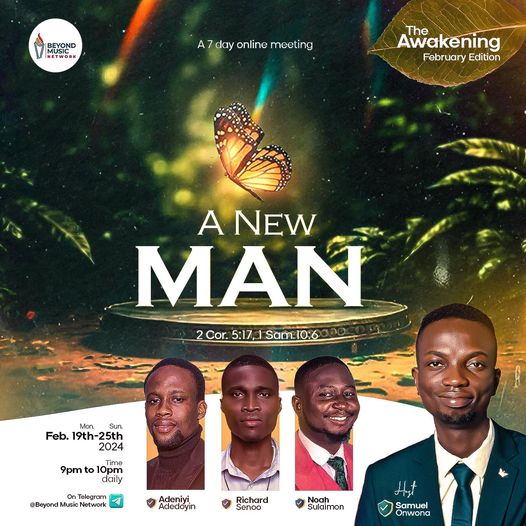 BEYOND
MUSIC
NETWORK
A 7 day online meeting
The
Awakening
February Edition
A NEW
MAN
2 Cor. 5:17, 1 Sam.10:6
Mon, Sun.
Feb. 19th-25th
2024
Time
9pm to 10pm
daily
On Telegram
@Beyond Music Network
Adeniyi
Adedoyin
Richard
Senoo
Noah
Sulaimon
Host
Samuel
Onwona